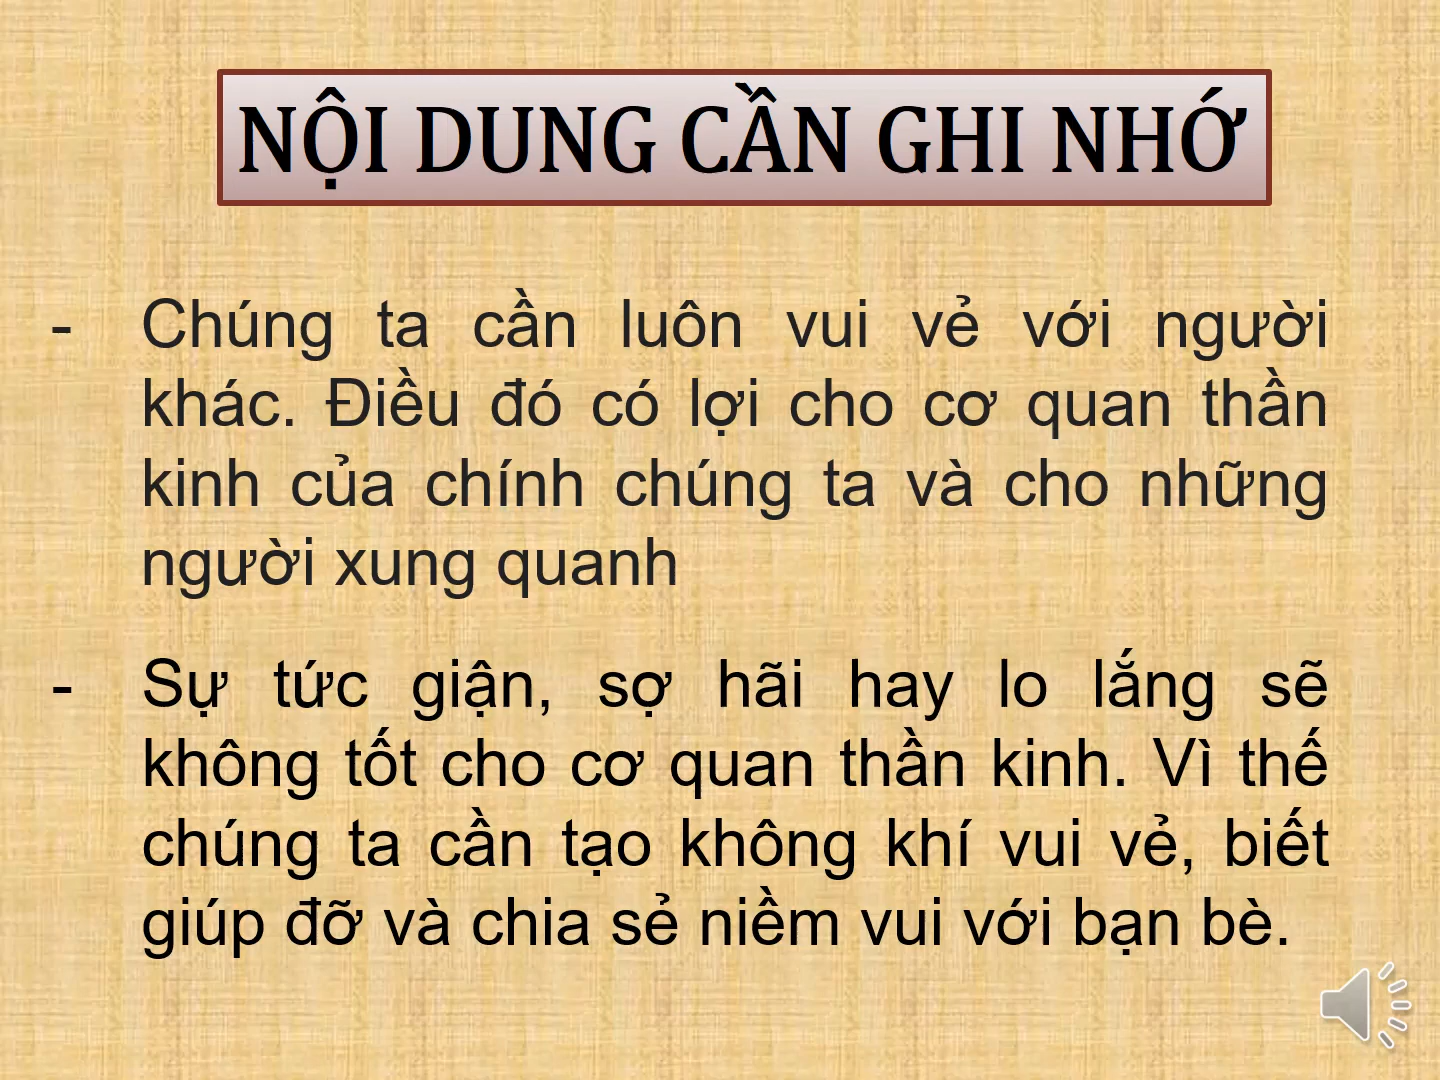 NỘI DUNG CẦN GHI NHỚ
- Chúng ta cần luôn vui vẻ với người
khác. Điều đó có lợi cho cơ quan thần
kinh của chính chúng ta và cho những
người xung quanh
- Sự tức giận, sợ hãi hay lo lắng sẽ
không tốt cho cơ quan thần kinh. Vì thế
chúng ta cần tạo không khí vui vẻ, biết
giúp đỡ và chia sẻ niềm vui với bạn bè.